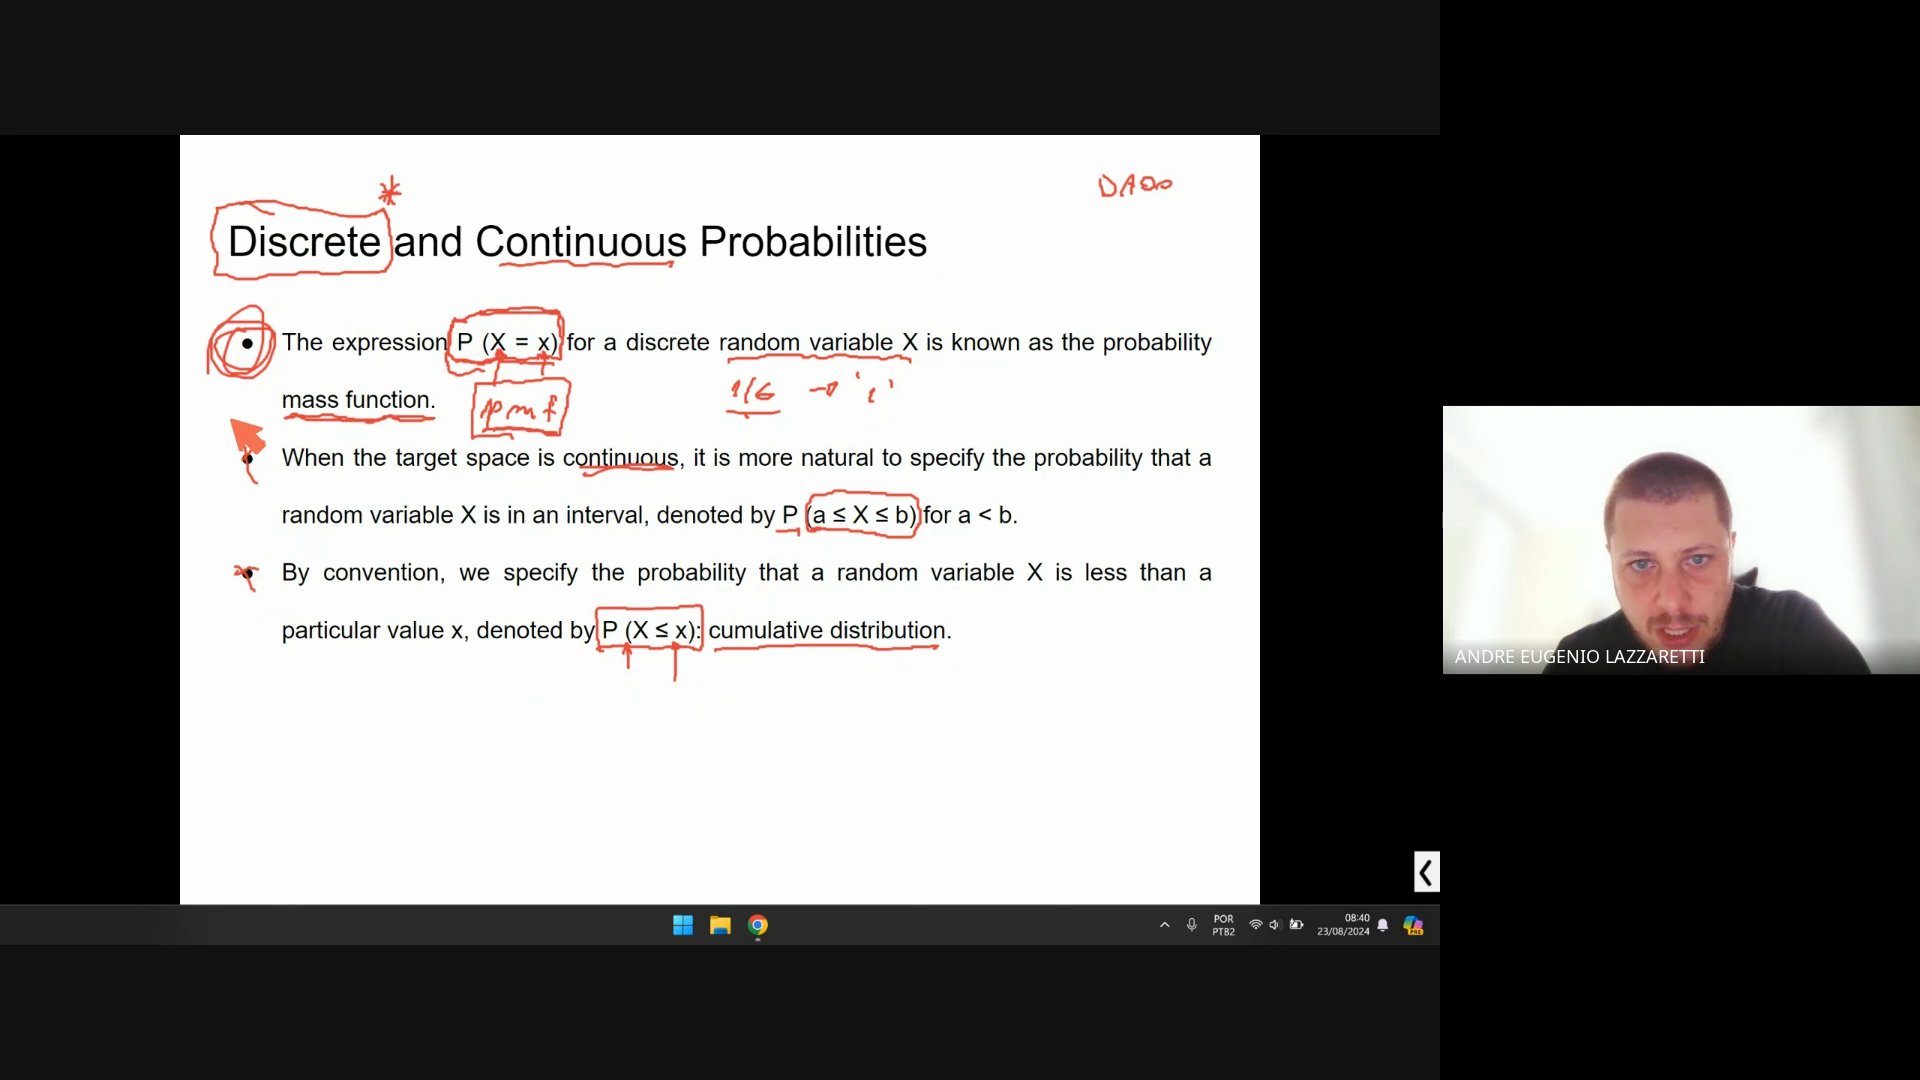 DADO
*
Discrete and Continuous Probabilities
• The expression P (X = x) for a discrete random variable X is known as the probability
mass function.
pmf
1/6 →
• When the target space is continuous, it is more natural to specify the probability that a
random variable X is in an interval, denoted by P (a ≤ X ≤ b) for a < b.
• By convention, we specify the probability that a random variable X is less than a
particular value x, denoted by P (X ≤ x): cumulative distribution.
ANDRE EUGENIO LAZZARETTI
POR
PTB2
08:40
23/08/2024
PRE